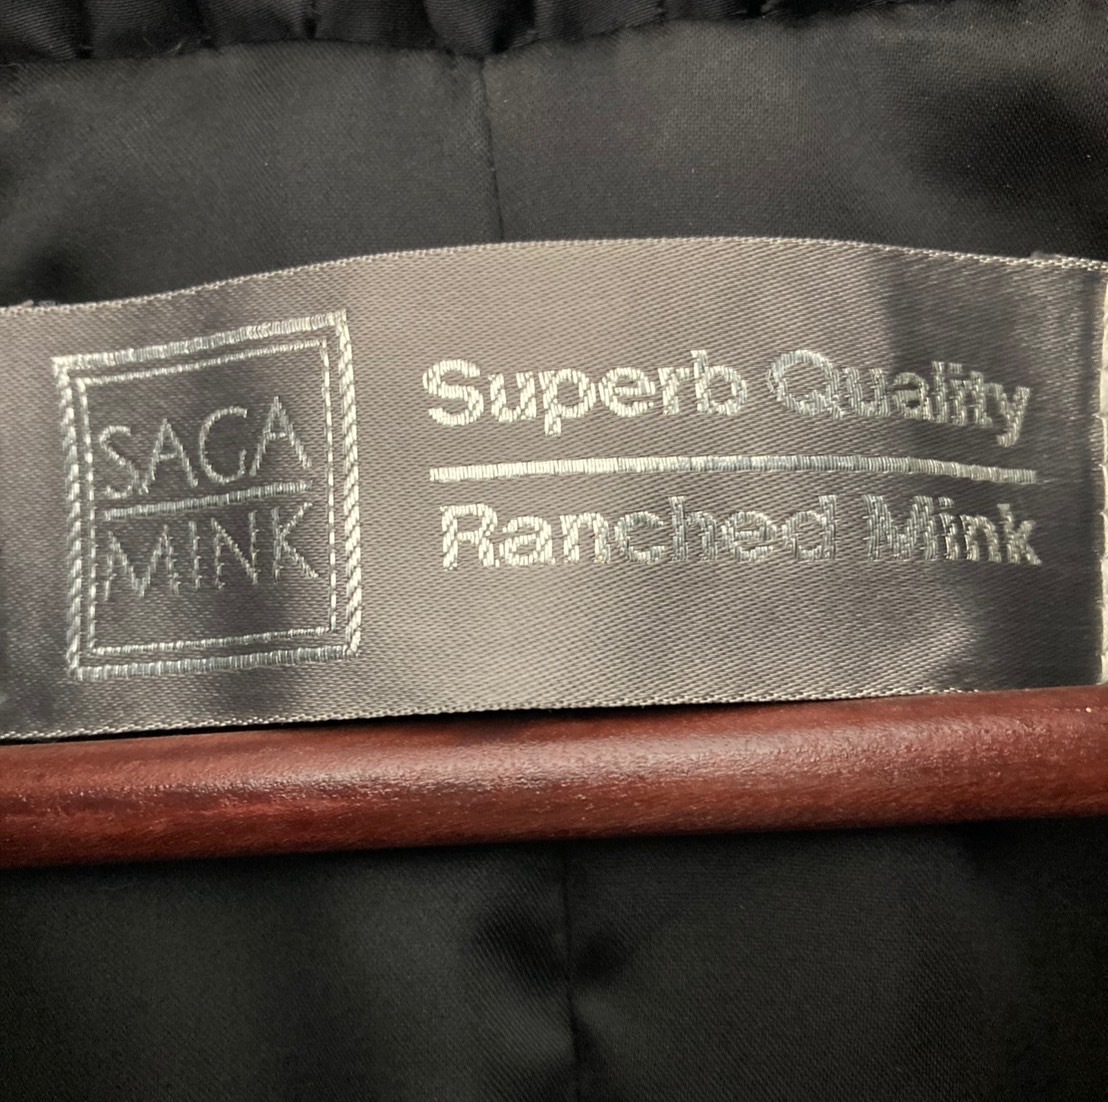 SAGA
MINK
Superb Quality
Ranched Mink